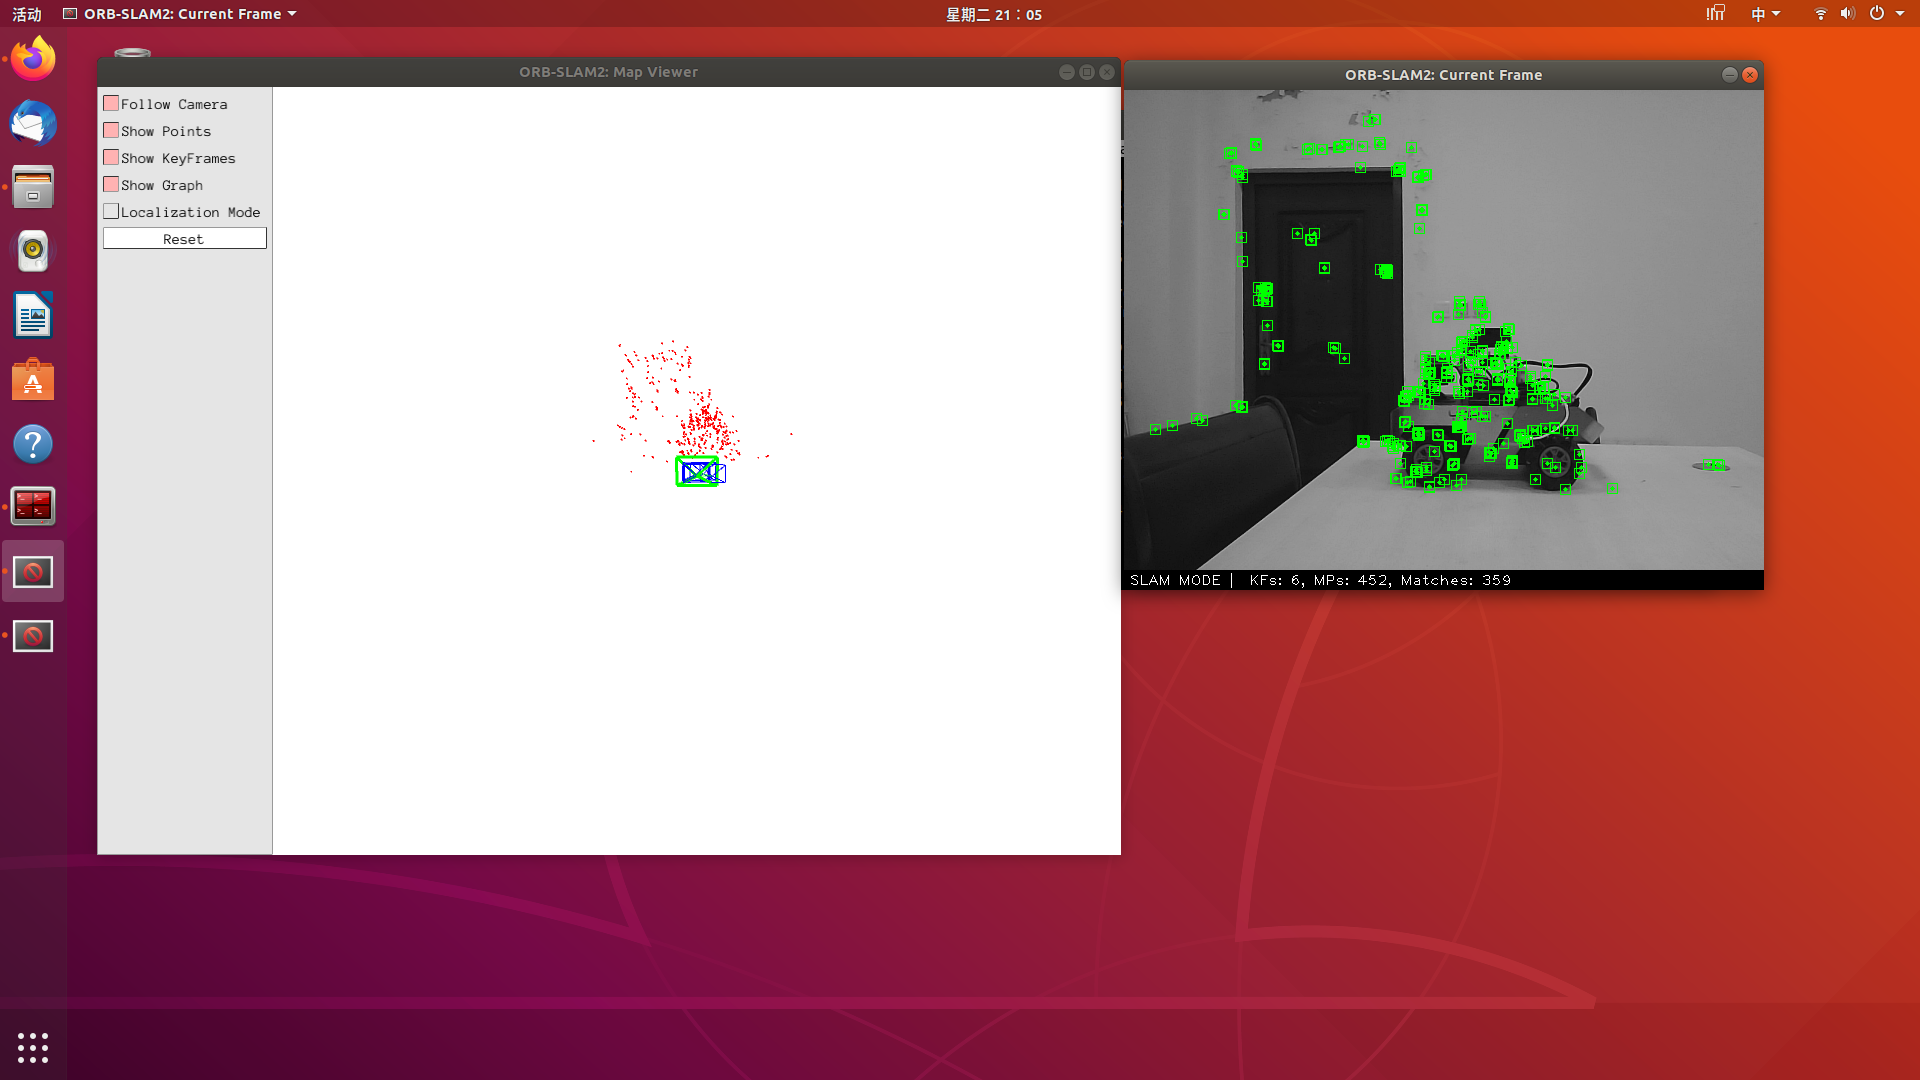 活动
ORB-SLAM2: Current Frame
星期二 21：05
中
ORB-SLAM2: Map Viewer
Follow Camera
Show Points
Show KeyFrames
Show Graph
Localization Mode
Reset
ORB-SLAM2: Current Frame
SLAM MODE | KFs: 6, MPs: 452, Matches: 359